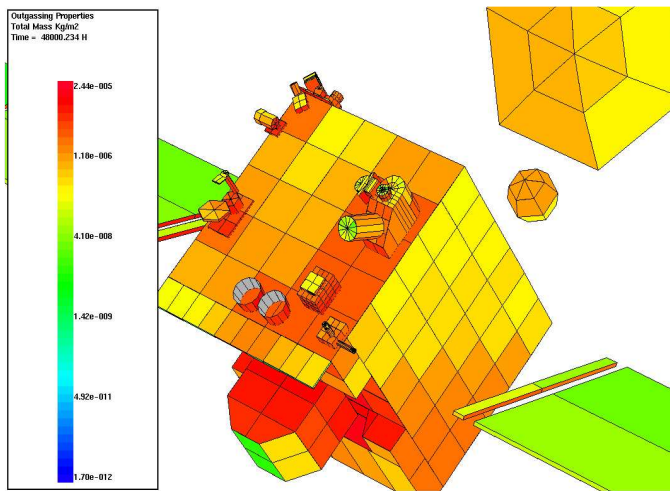 Outgassing Properties
Total Mass Kg/m2
Time = 48000.234 H
2.44e-005
1.18e-006
4.10e-008
1.42e-009
4.92e-011
1.70e-012